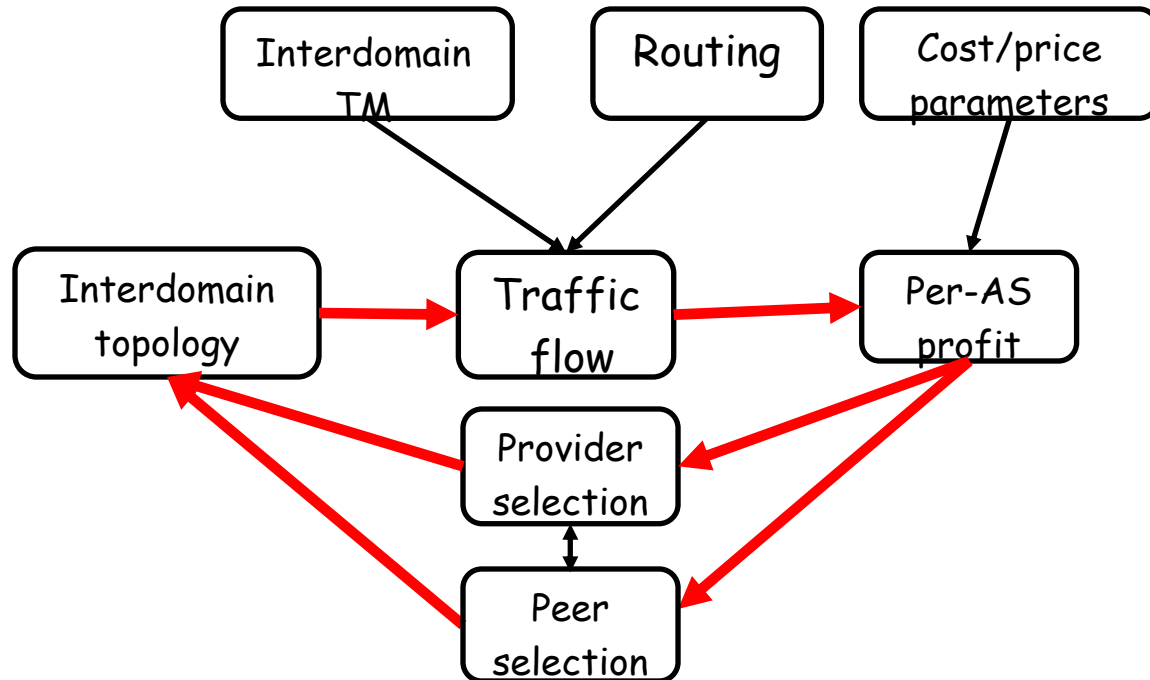 Interdomain
TM
Routing
Cost/price
parameters
Interdomain
topology
Traffic
flow
Per-AS
profit
Provider
selection
Peer
selection